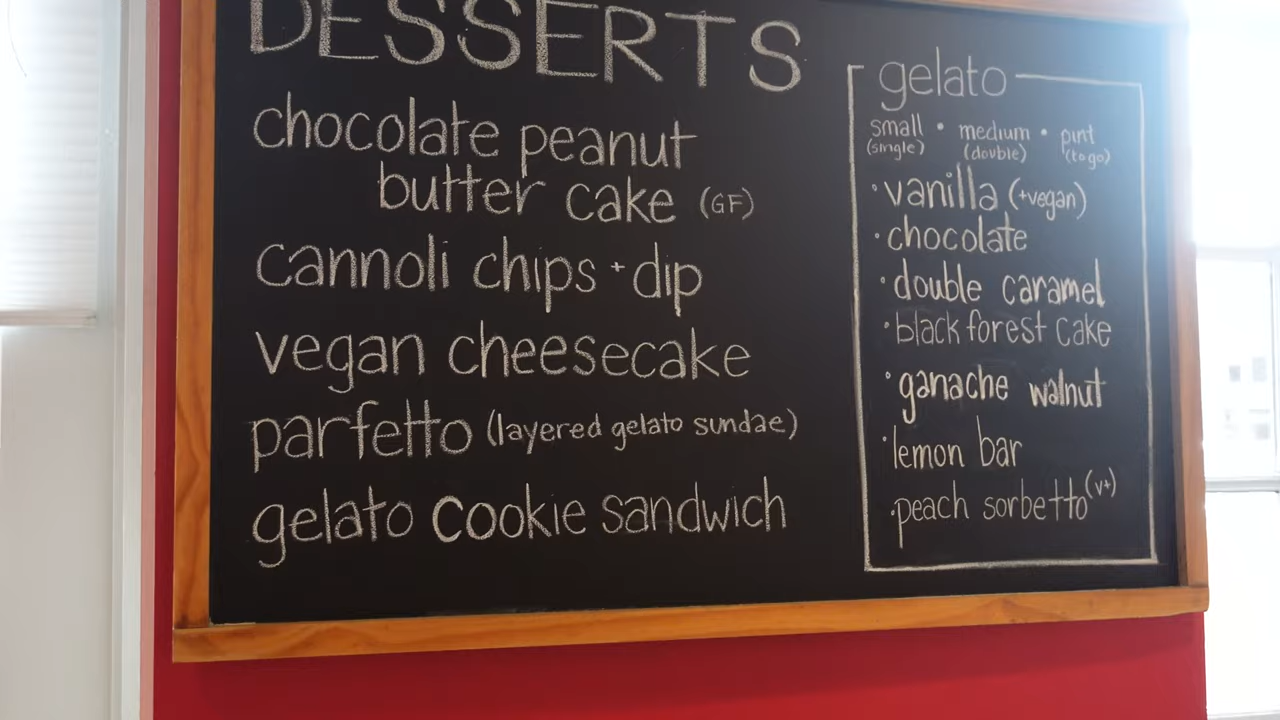 DESSERTS
chocolate peanut
butter cake (GF)
cannoli chips + dip
vegan cheesecake
parfetto (layered gelato sundae)
gelato cookie sandwich
gelato
small • medium • pint
(single) (double) (to go)
• vanilla (+vegan)
• chocolate
• double caramel
• black forest cake
• ganache walnut
• lemon bar
• peach sorbetto (v+)